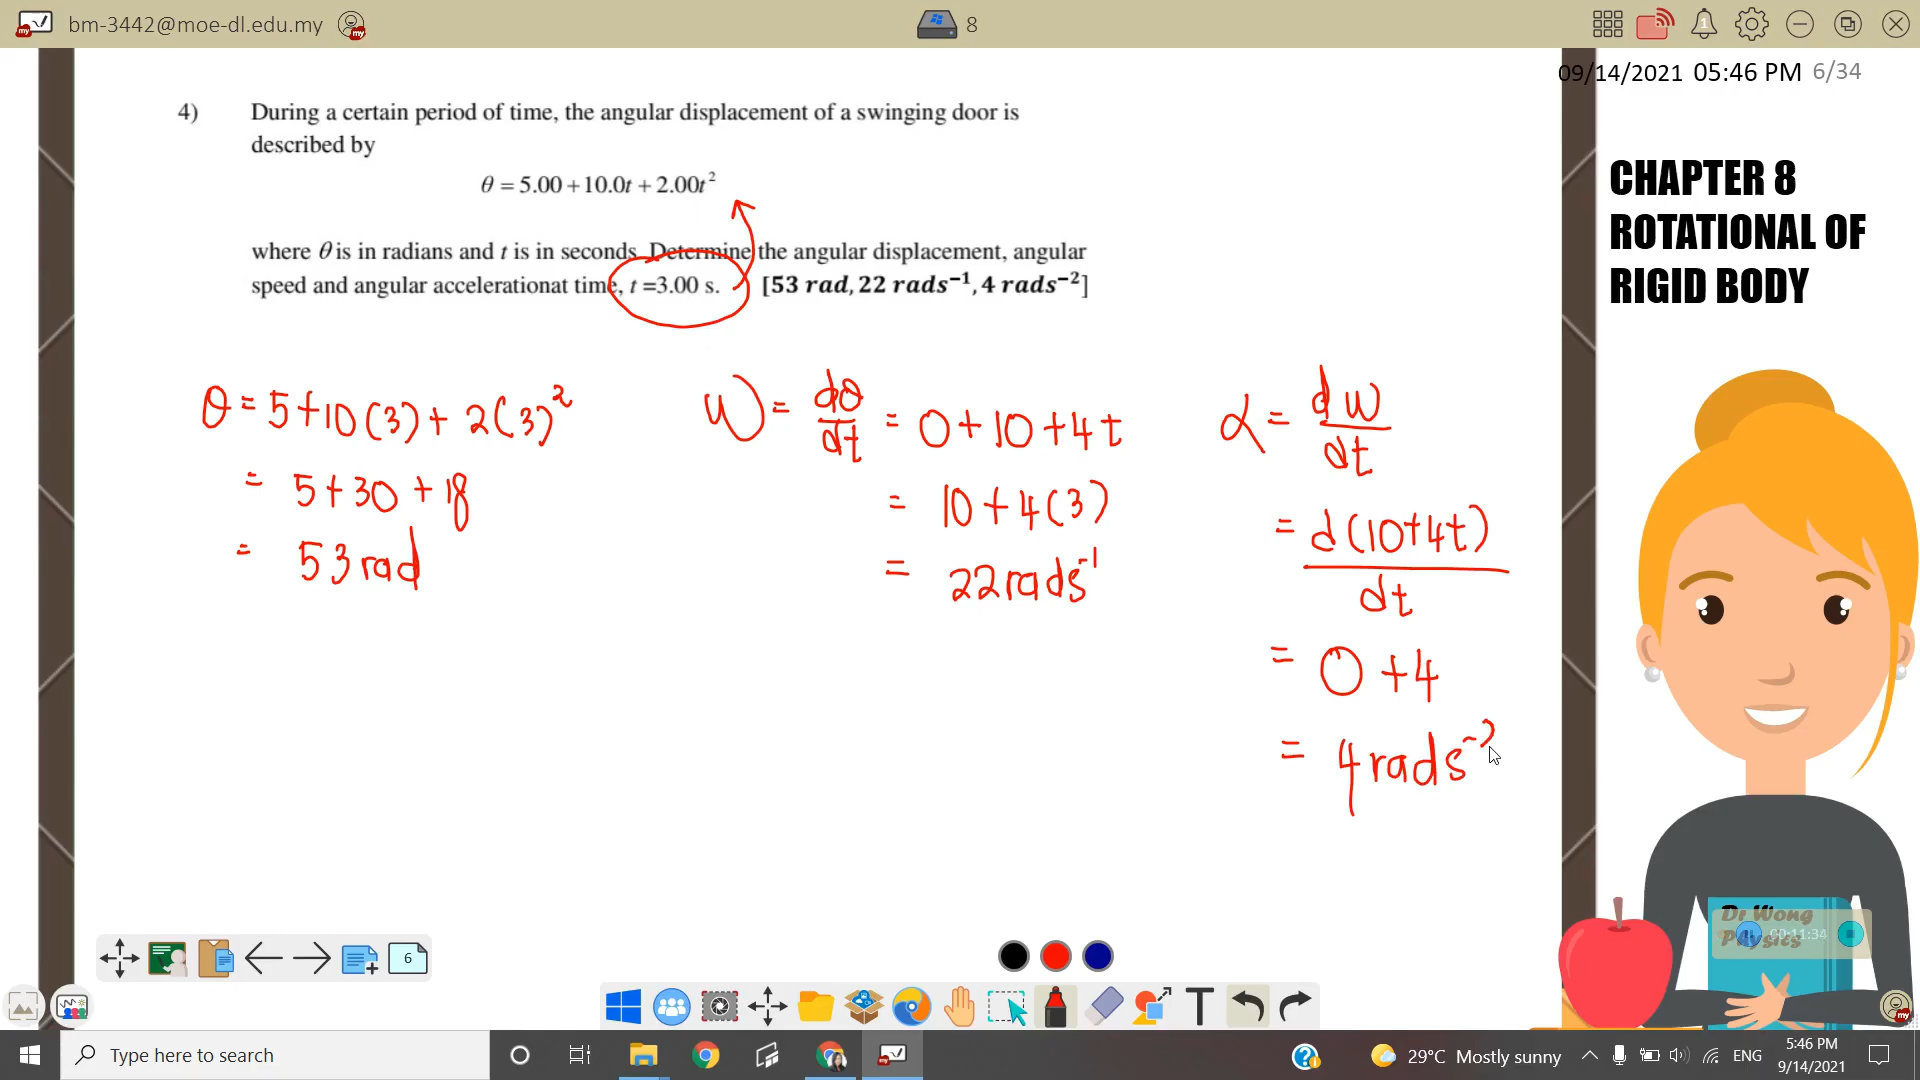 bm-3442@moe-dl.edu.my
8
1
09/14/2021 05:46 PM 6/34
4) During a certain period of time, the angular displacement of a swinging door is
described by
θ = 5.00 + 10.0t + 2.00t²
where θ is in radians and t is in seconds. Determine the angular displacement, angular
speed and angular accelerationat time, t =3.00 s. [53 rad, 22 rads⁻¹, 4 rads⁻²]
CHAPTER 8
ROTATIONAL OF
RIGID BODY
θ = 5+10(3)+ 2(3)²
= 5+30+18
= 53 rad
ω = dθ/dt = 0+10+4t
= 10+4(3)
= 22 rads⁻¹
α = dω/dt
= d(10+4t)/dt
= 0+4
= 4 rads⁻²
Dr Wong
Physics
00:11:34
6
T
Type here to search
29°C Mostly sunny
ENG
5:46 PM
9/14/2021